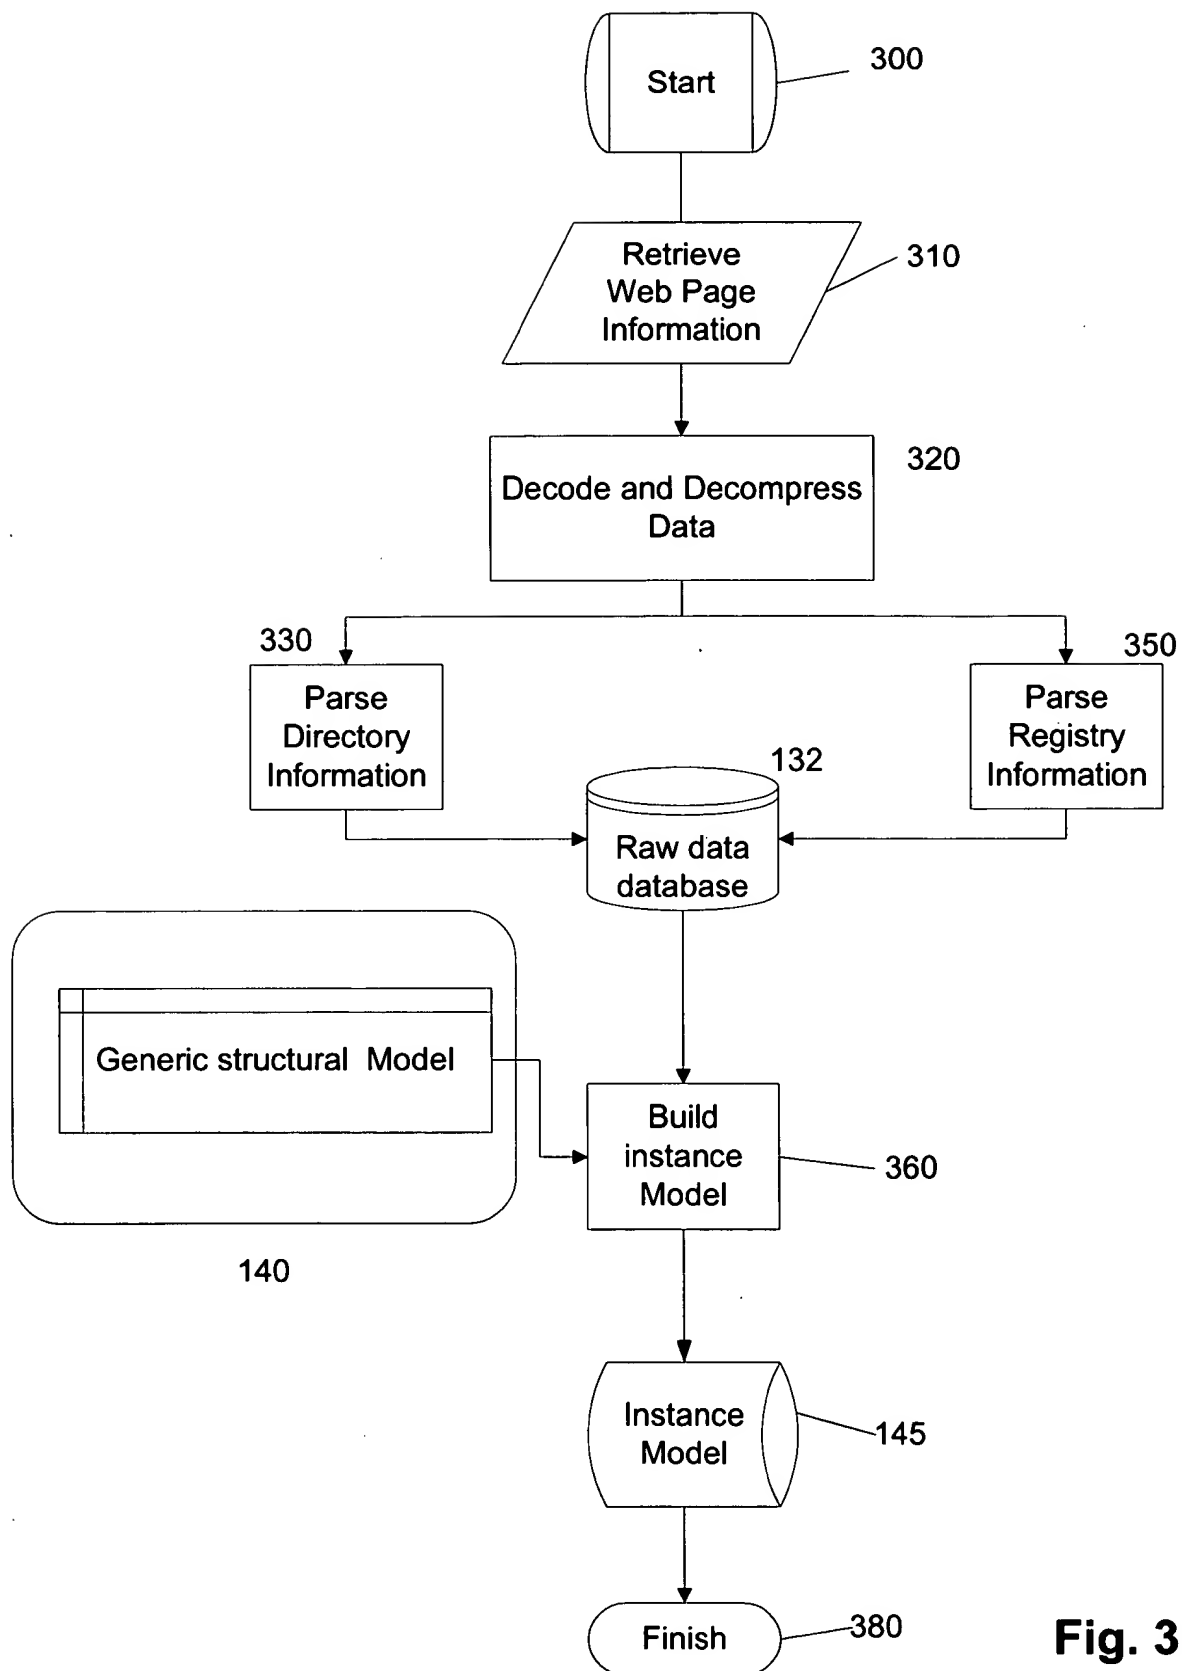 Start
300
Retrieve
Web Page
Information
310
Decode and Decompress
Data
320
330
Parse
Directory
Information
350
Parse
Registry
Information
132
Raw data
database
Generic structural Model
140
Build
instance
Model
360
Instance
Model
145
Finish
380
Fig. 3